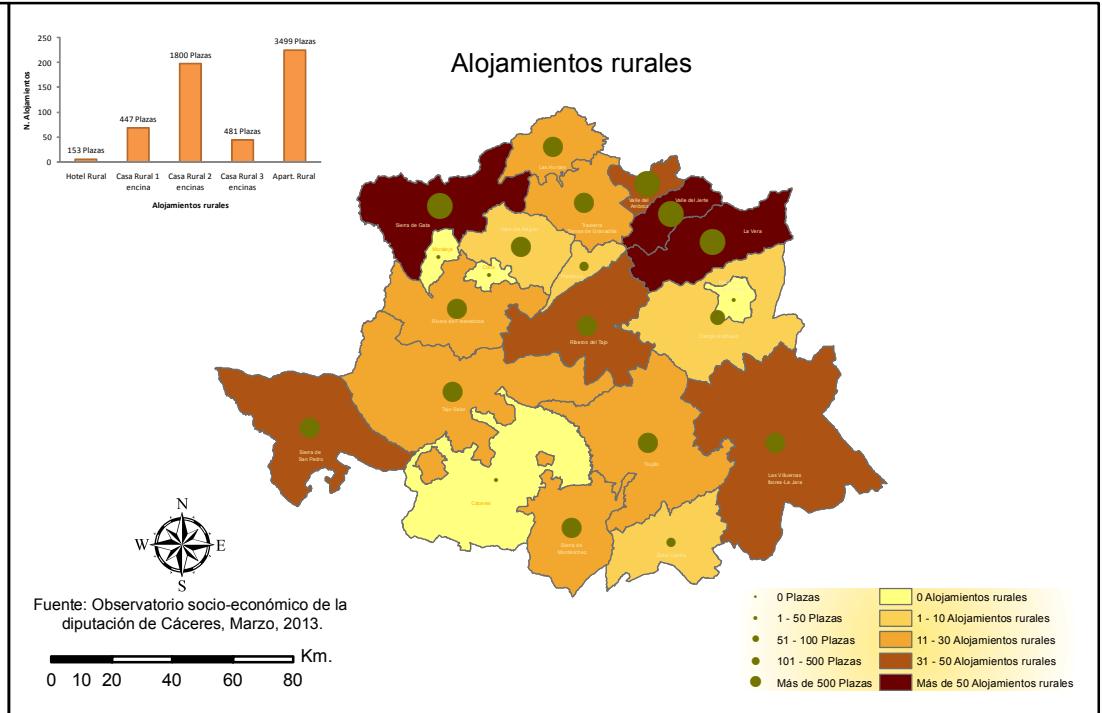 Alojamientos rurales
250
200
150
100
50
0
N. Alojamientos
153 Plazas
447 Plazas
1800 Plazas
481 Plazas
3499 Plazas
Hotel Rural
Casa Rural 1
encina
Casa Rural 2
encinas
Casa Rural 3
encinas
Apart. Rural
Alojamientos rurales
Las Hurdes
Sierra de Gata
Valle del
Ambroz
Valle del Jerte
La Vera
Riberos del Tajo
Tajo-Salor
Sierra de
San Pedro
Trujillo
Cáceres
Las Villuercas
Ibores-La Jara
Sierra de
Montánchez
N
W
E
S
Fuente: Observatorio socio-económico de la
diputación de Cáceres, Marzo, 2013.
Km.
0 10 20 40 60 80
0 Plazas
1 - 50 Plazas
51 - 100 Plazas
101 - 500 Plazas
Más de 500 Plazas
0 Alojamientos rurales
1 - 10 Alojamientos rurales
11 - 30 Alojamientos rurales
31 - 50 Alojamientos rurales
Más de 50 Alojamientos rurales